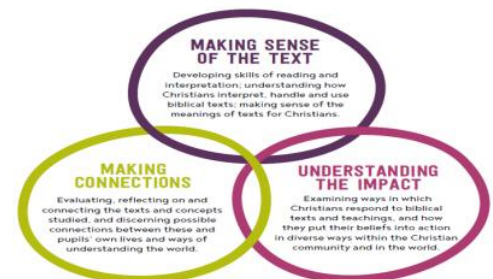 MAKING SENSE
OF THE TEXT
Developing skills of reading and
interpretation; understanding how
Christians interpret, handle and use
biblical texts; making sense of the
meanings of texts for Christians.
MAKING
CONNECTIONS
Evaluating, reflecting on and
connecting the texts and concepts
studied, and discerning possible
connections between these and
pupils' own lives and ways of
understanding the world.
UNDERSTANDING
THE IMPACT
Examining ways in which
Christians respond to biblical
texts and teachings, and how
they put their beliefs into action
in diverse ways within the Christian
community and in the world.